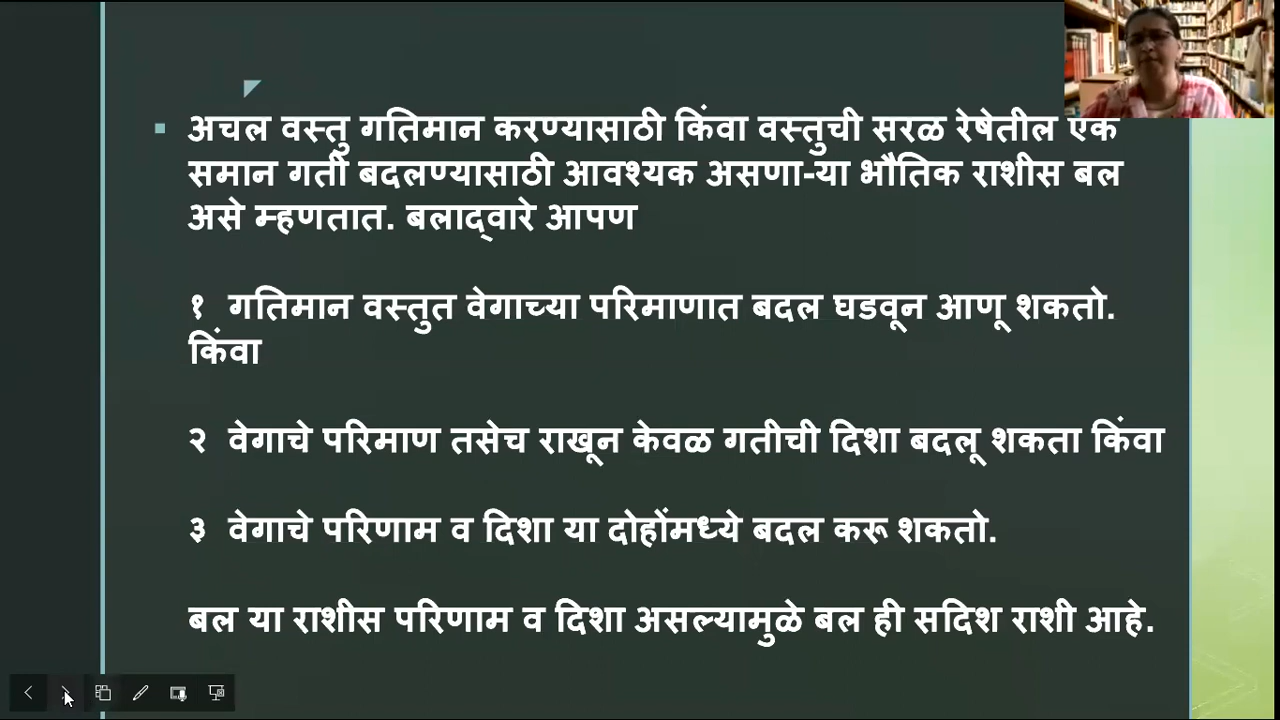 अचल वस्तु गतिमान करण्यासाठी किंवा वस्तुची सरळ रेषेतील एक
समान गती बदलण्यासाठी आवश्यक असणा-या भौतिक राशीस बल
असे म्हणतात. बलाद्वारे आपण
१ गतिमान वस्तुत वेगाच्या परिमाणात बदल घडवून आणू शकतो.
किंवा
२ वेगाचे परिमाण तसेच राखून केवळ गतीची दिशा बदलू शकता किंवा
३ वेगाचे परिणाम व दिशा या दोहोंमध्ये बदल करू शकतो.
बल या राशीस परिणाम व दिशा असल्यामुळे बल ही सदिश राशी आहे.